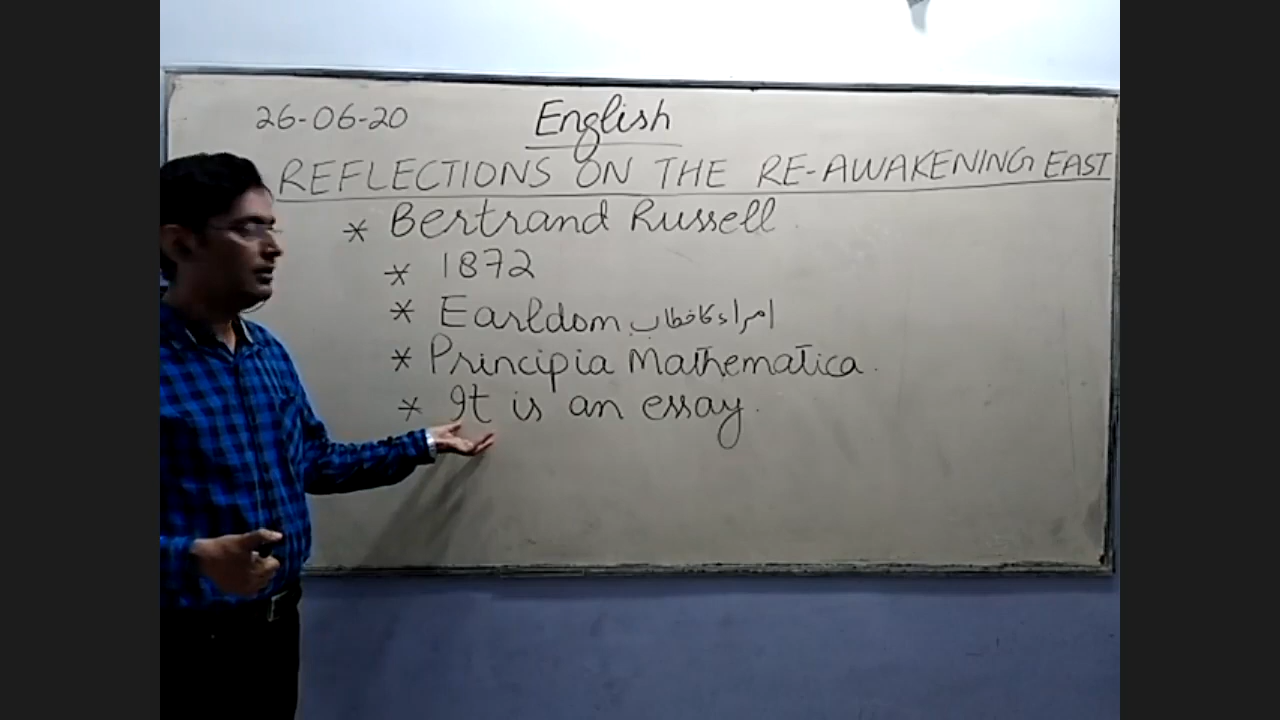 26-06-20 English
REFLECTIONS ON THE RE-AWAKENING EAST
* Bertrand Russell
* 1872
* Earldom امراء کا خطاب
* Principia Mathematica.
* It is an essay.